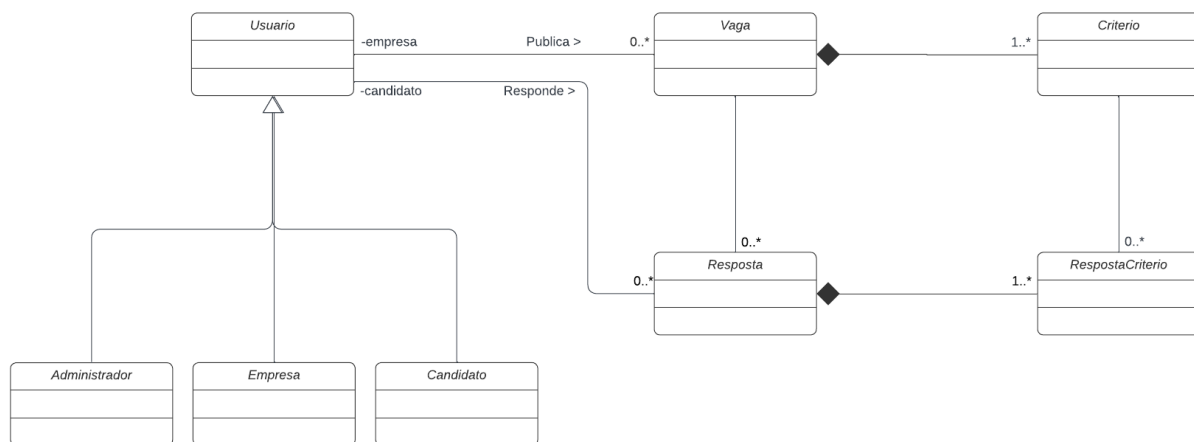 Usuario
Vaga
Criterio
-empresa
Publica >
0..*
1..*
-candidato
Responde >
0..*
0..*
0..*
Resposta
RespostaCriterio
1..*
Administrador
Empresa
Candidato